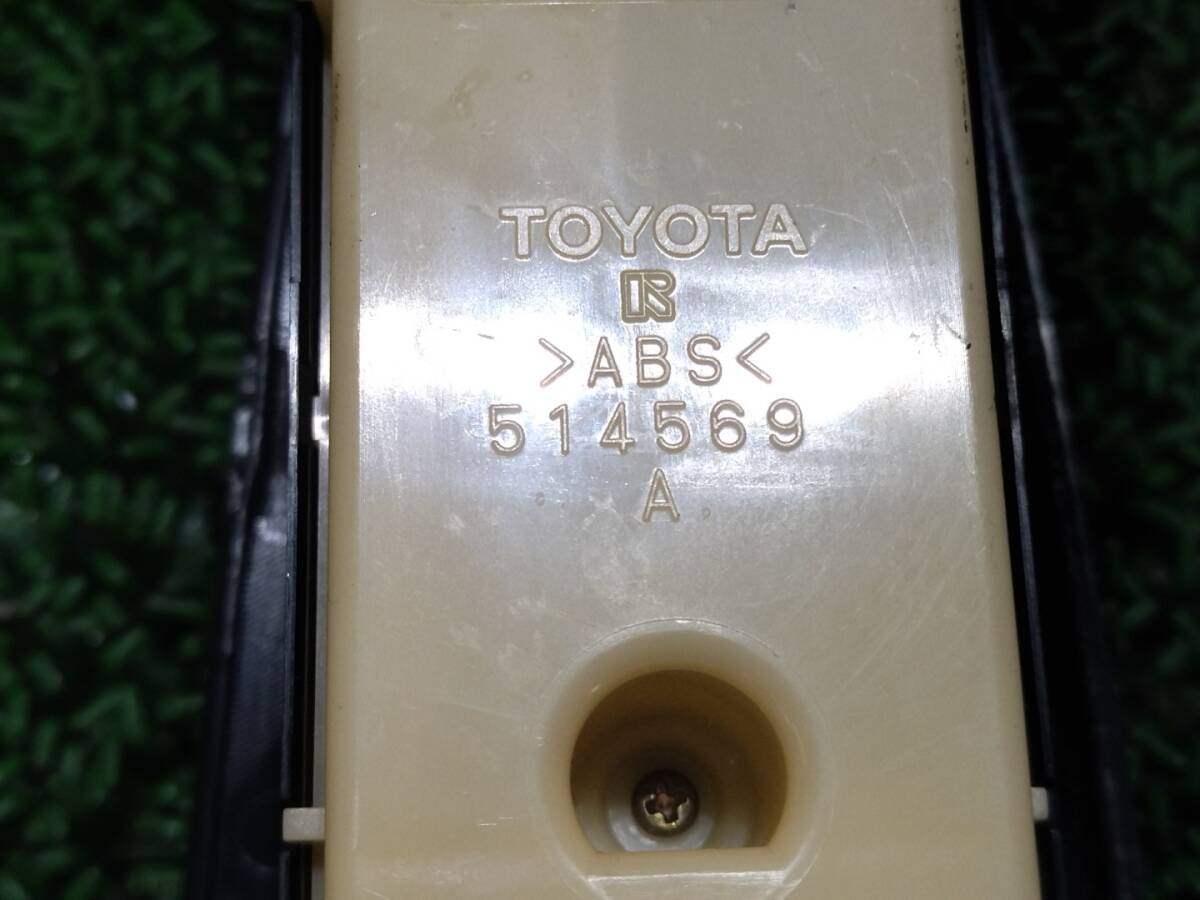 TOYOTA
R
>ABS<
514569
A